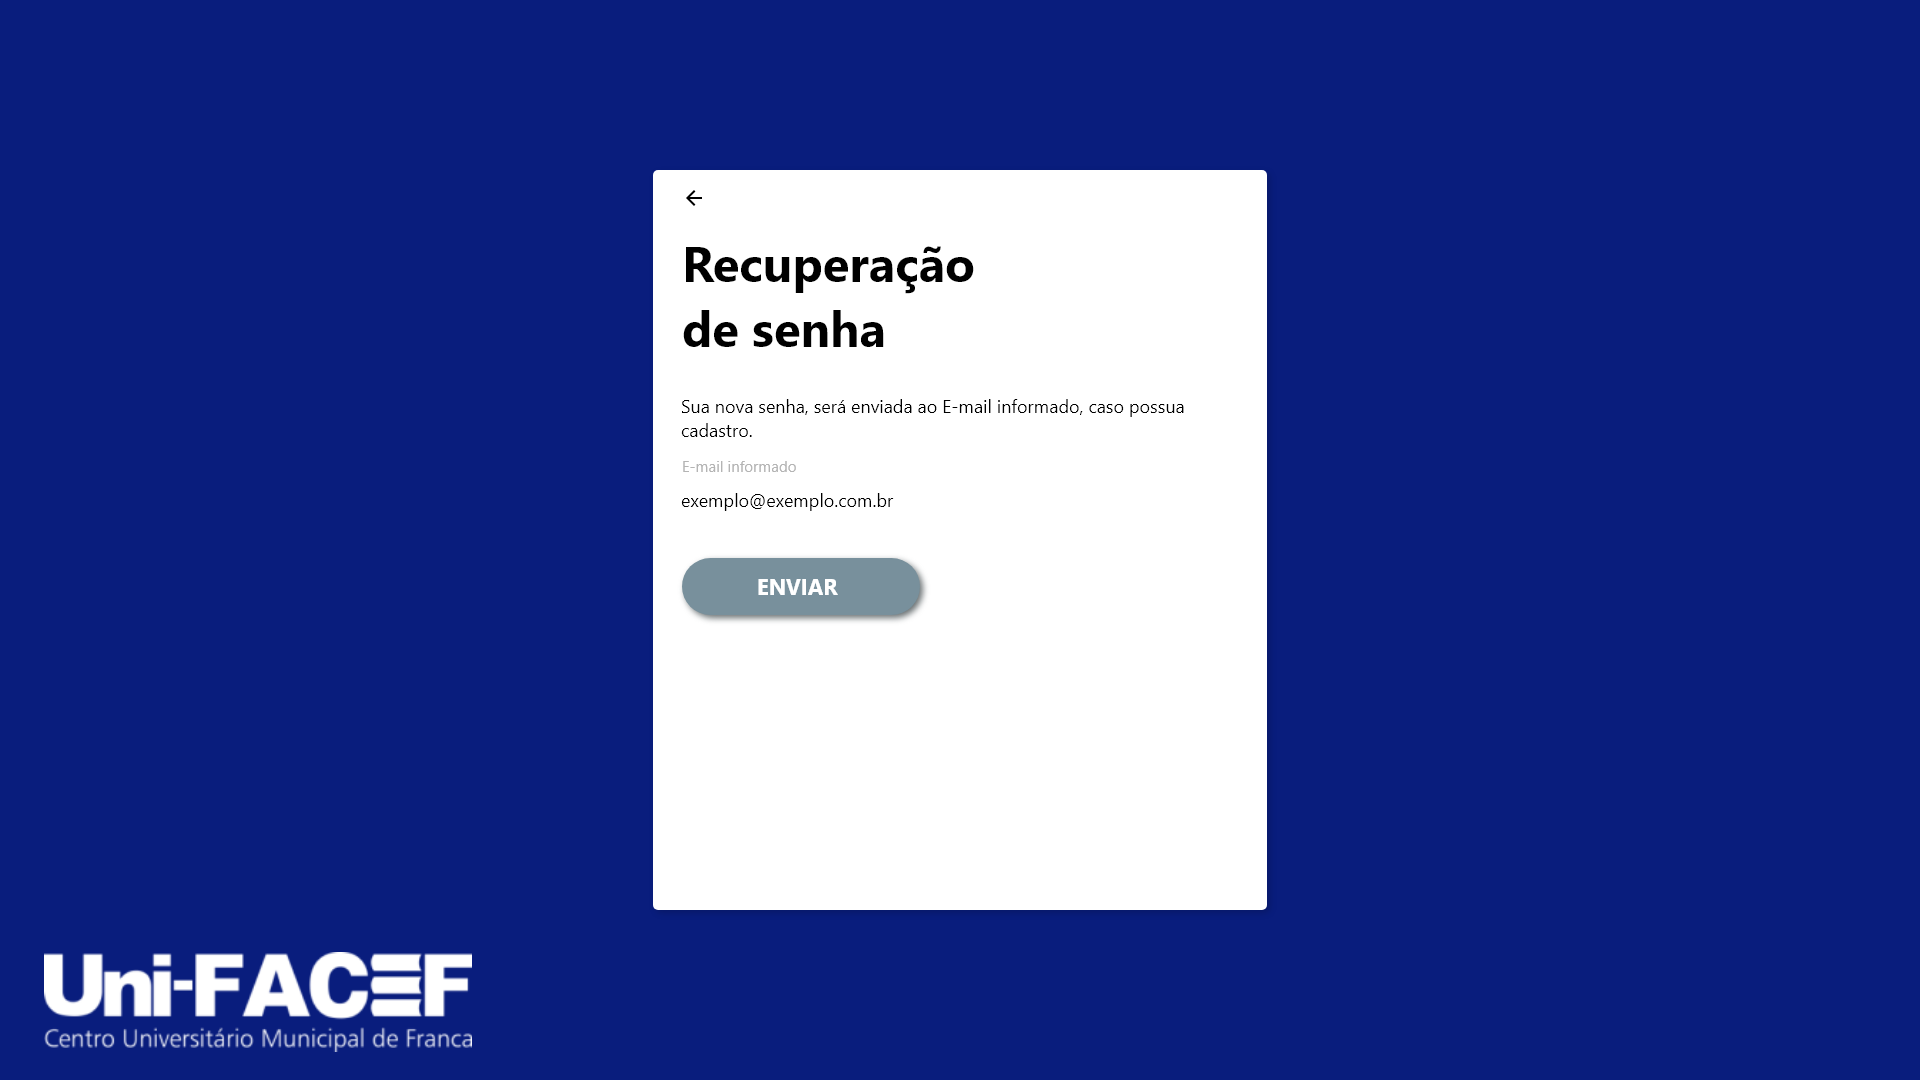 Recuperação
de senha
Sua nova senha, será enviada ao E-mail informado, caso possua
cadastro.
E-mail informado
exemplo@exemplo.com.br
ENVIAR
Uni-FACEF
Centro Universitário Municipal de Franca